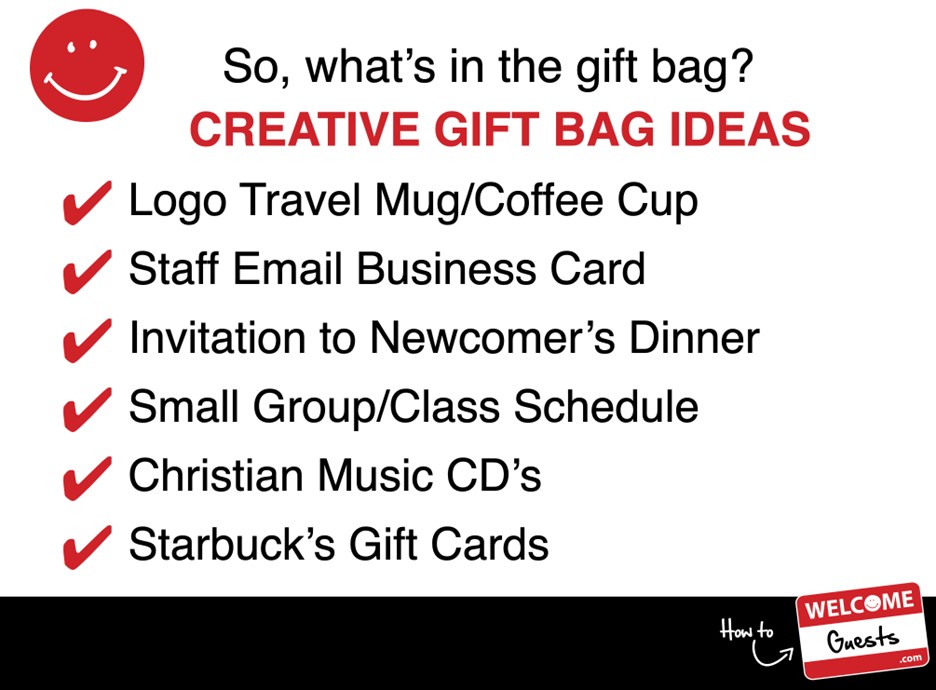 So, what's in the gift bag?
CREATIVE GIFT BAG IDEAS
✔ Logo Travel Mug/Coffee Cup
✔ Staff Email Business Card
✔ Invitation to Newcomer's Dinner
✔ Small Group/Class Schedule
✔ Christian Music CD's
✔ Starbuck's Gift Cards
How to
WELCOME
Guests
.com